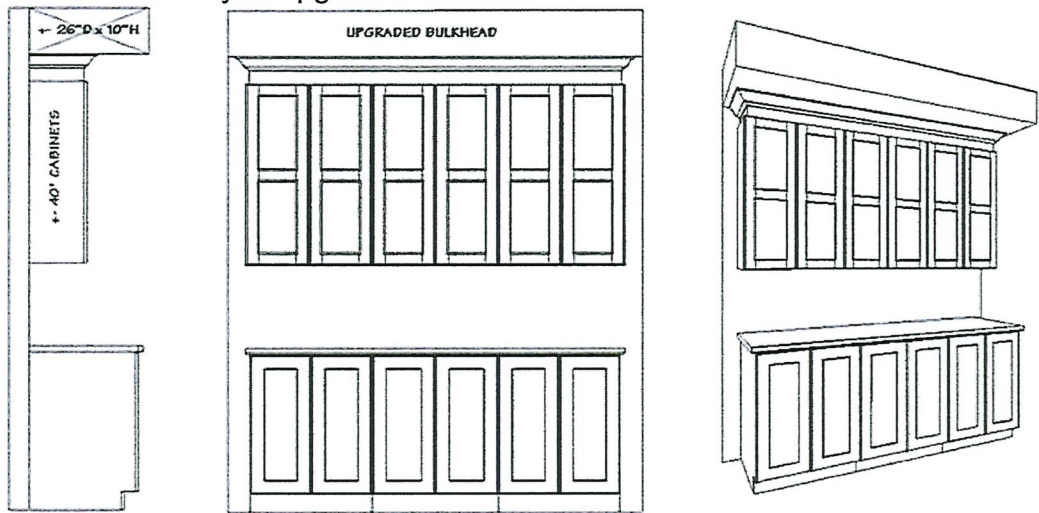 +- 26"D x 10"H
UPGRADED BULKHEAD
+- 40" CABINETS